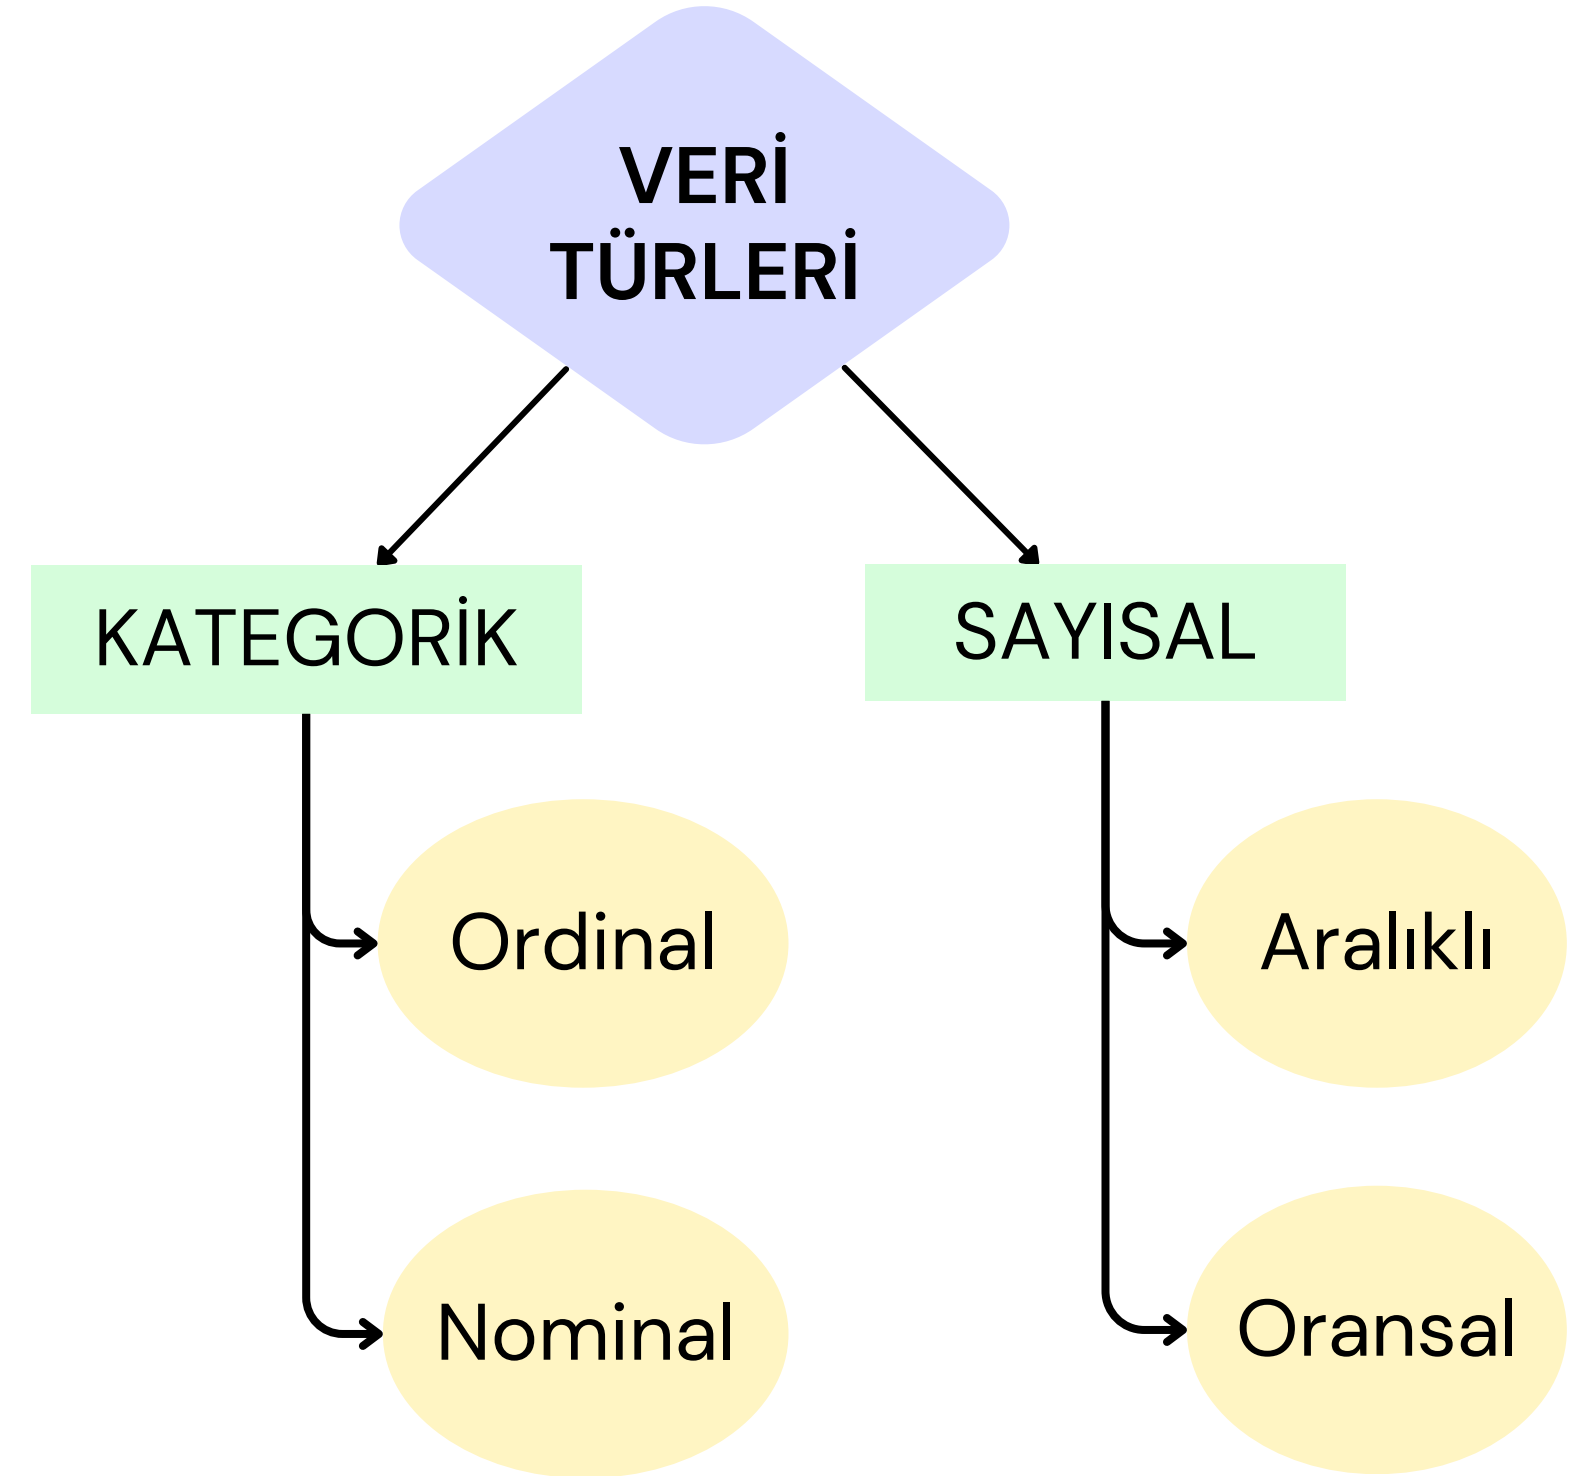 VERİ
TÜRLERİ
KATEGORİK
SAYISAL
Ordinal
Aralıklı
Nominal
Oransal